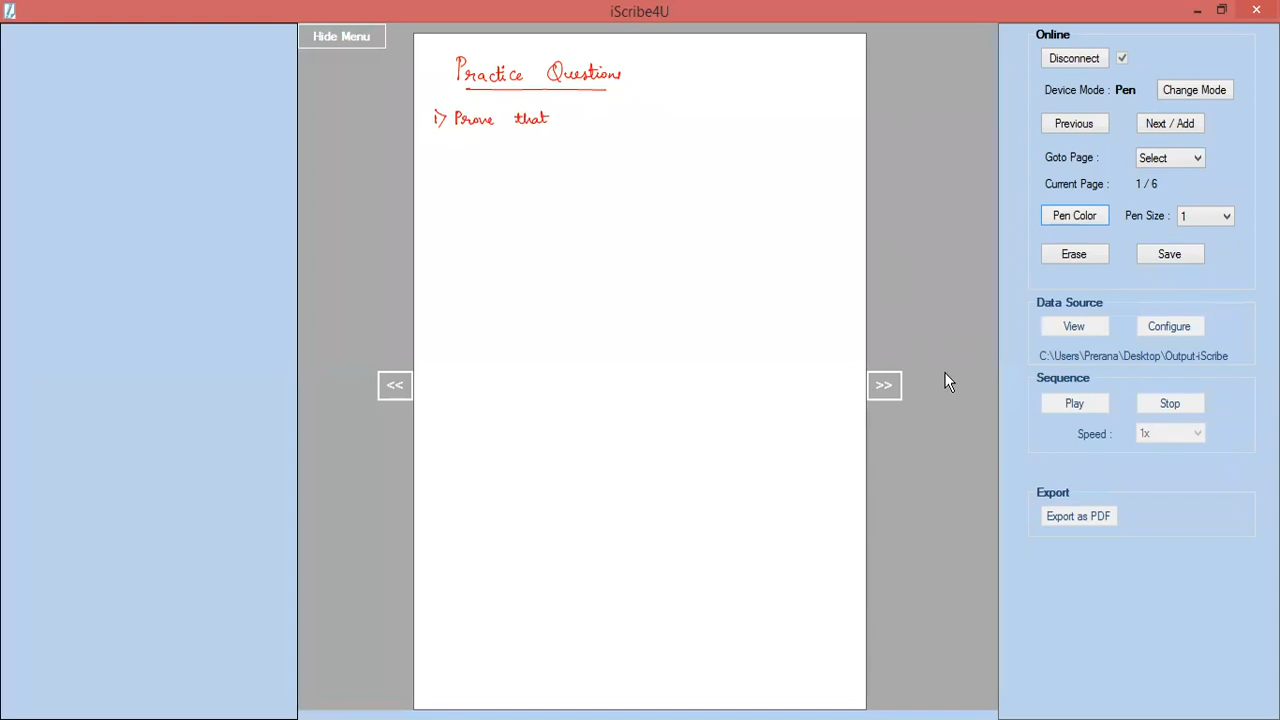 iScribe4U
Hide Menu
Practice Questions
i) Prove that
<<
>>
Online
Disconnect
Device Mode : Pen Change Mode
Previous Next / Add
Goto Page : Select
Current Page : 1 / 6
Pen Color Pen Size : 1
Erase Save
Data Source
View Configure
C:\Users\Prerana\Desktop\Output-iScribe
Sequence
Play Stop
Speed : 1x
Export
Export as PDF